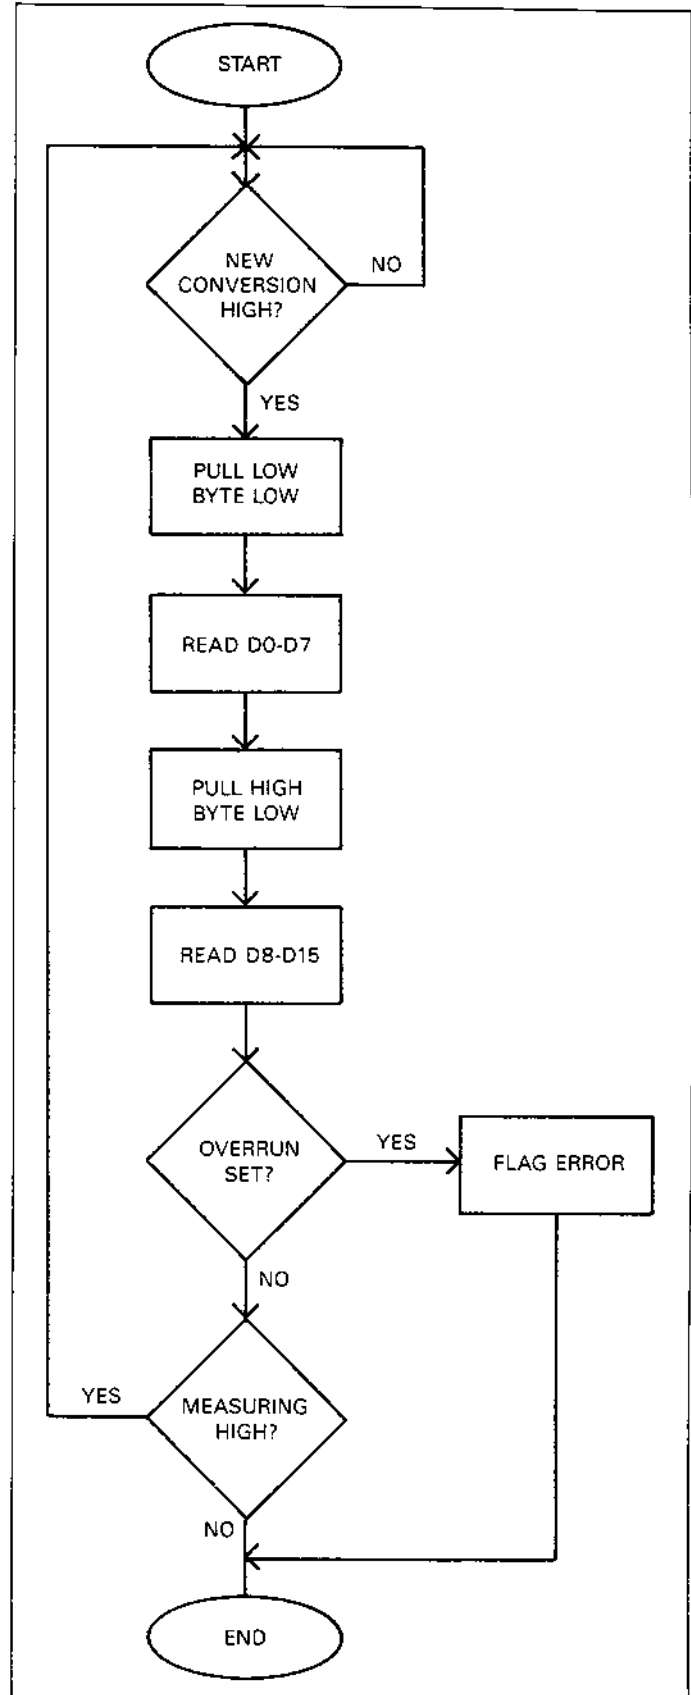 START
NEW
CONVERSION
HIGH?
NO
YES
PULL LOW
BYTE LOW
READ D0-D7
PULL HIGH
BYTE LOW
READ D8-D15
OVERRUN
SET?
YES
FLAG ERROR
NO
MEASURING
HIGH?
YES
NO
END